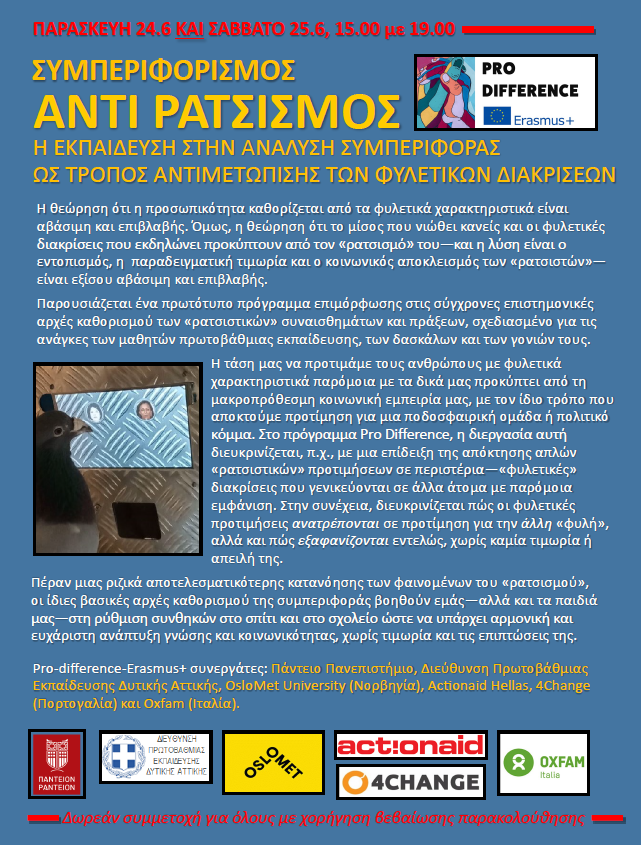 ΠΑΡΑΣΚΕΥΗ 24.6 ΚΑΙ ΣΑΒΒΑΤΟ 25.6, 15.00 με 19.00
ΣΥΜΠΕΡΙΦΟΡΙΣΜΟΣ
ΑΝΤΙ ΡΑΤΣΙΣΜΟΣ
PRO
DIFFERENCE
Erasmus+
Η ΕΚΠΑΙΔΕΥΣΗ ΣΤΗΝ ΑΝΑΛΥΣΗ ΣΥΜΠΕΡΙΦΟΡΑΣ
ΩΣ ΤΡΟΠΟΣ ΑΝΤΙΜΕΤΩΠΙΣΗΣ ΤΩΝ ΦΥΛΕΤΙΚΩΝ ΔΙΑΚΡΙΣΕΩΝ
Η θεώρηση ότι η προσωπικότητα καθορίζεται από τα φυλετικά χαρακτηριστικά είναι
αβάσιμη και επιβλαβής. Όμως, η θεώρηση ότι το μίσος που νιώθει κανείς και οι φυλετικές
διακρίσεις που εκδηλώνει προκύπτουν από τον «ρατσισμό» του—και η λύση είναι ο
εντοπισμός, η παραδειγματική τιμωρία και ο κοινωνικός αποκλεισμός των «ρατσιστών»—
είναι εξίσου αβάσιμη και επιβλαβής.
Παρουσιάζεται ένα πρωτότυπο πρόγραμμα επιμόρφωσης στις σύγχρονες επιστημονικές
αρχές καθορισμού των «ρατσιστικών» συναισθημάτων και πράξεων, σχεδιασμένο για τις
ανάγκες των μαθητών πρωτοβάθμιας εκπαίδευσης, των δασκάλων και των γονιών τους.
Η τάση μας να προτιμάμε τους ανθρώπους με φυλετικά
χαρακτηριστικά παρόμοια με τα δικά μας προκύπτει από τη
μακροπρόθεσμη κοινωνική εμπειρία μας, με τον ίδιο τρόπο που
αποκτούμε προτίμηση για μια ποδοσφαιρική ομάδα ή πολιτικό
κόμμα. Στο πρόγραμμα Pro Difference, η διεργασία αυτή
διευκρινίζεται, π.χ., με μια επίδειξη της απόκτησης απλών
«ρατσιστικών» προτιμήσεων σε περιστέρια—«φυλετικές»
διακρίσεις που γενικεύονται σε άλλα άτομα με παρόμοια
εμφάνιση. Στην συνέχεια, διευκρινίζεται πώς οι φυλετικές
προτιμήσεις ανατρέπονται σε προτίμηση για την άλλη «φυλή»,
αλλά και πώς εξαφανίζονται εντελώς, χωρίς καμία τιμωρία ή
απειλή της.
Πέραν μιας ριζικά αποτελεσματικότερης κατανόησης των φαινομένων του «ρατσισμού»,
οι ίδιες βασικές αρχές καθορισμού της συμπεριφοράς βοηθούν εμάς—αλλά και τα παιδιά
μας—στη ρύθμιση συνθηκών στο σπίτι και στο σχολείο ώστε να υπάρχει αρμονική και
ευχάριστη ανάπτυξη γνώσης και κοινωνικότητας, χωρίς τιμωρία και τις επιπτώσεις της.
Pro-difference-Erasmus+ συνεργάτες: Πάντειο Πανεπιστήμιο, Διεύθυνση Πρωτοβάθμιας
Εκπαίδευσης Δυτικής Αττικής, OsloMet University (Νορβηγία), Actionaid Hellas, 4Change
(Πορτογαλία) και Oxfam (Ιταλία).
ΠΑΝΤΕΙΟΝ
PANTEION
ΔΙΕΥΘΥΝΣΗ
ΠΡΩΤΟΒΑΘΜΙΑΣ
ΕΚΠΑΙΔΕΥΣΗΣ
ΔΥΤΙΚΗΣ ΑΤΤΙΚΗΣ
OSLOMET
act:onaid
4CHANGE
OXFAM
Italia
Δωρεάν συμμετοχή για όλους με χορήγηση βεβαίωσης παρακολούθησης